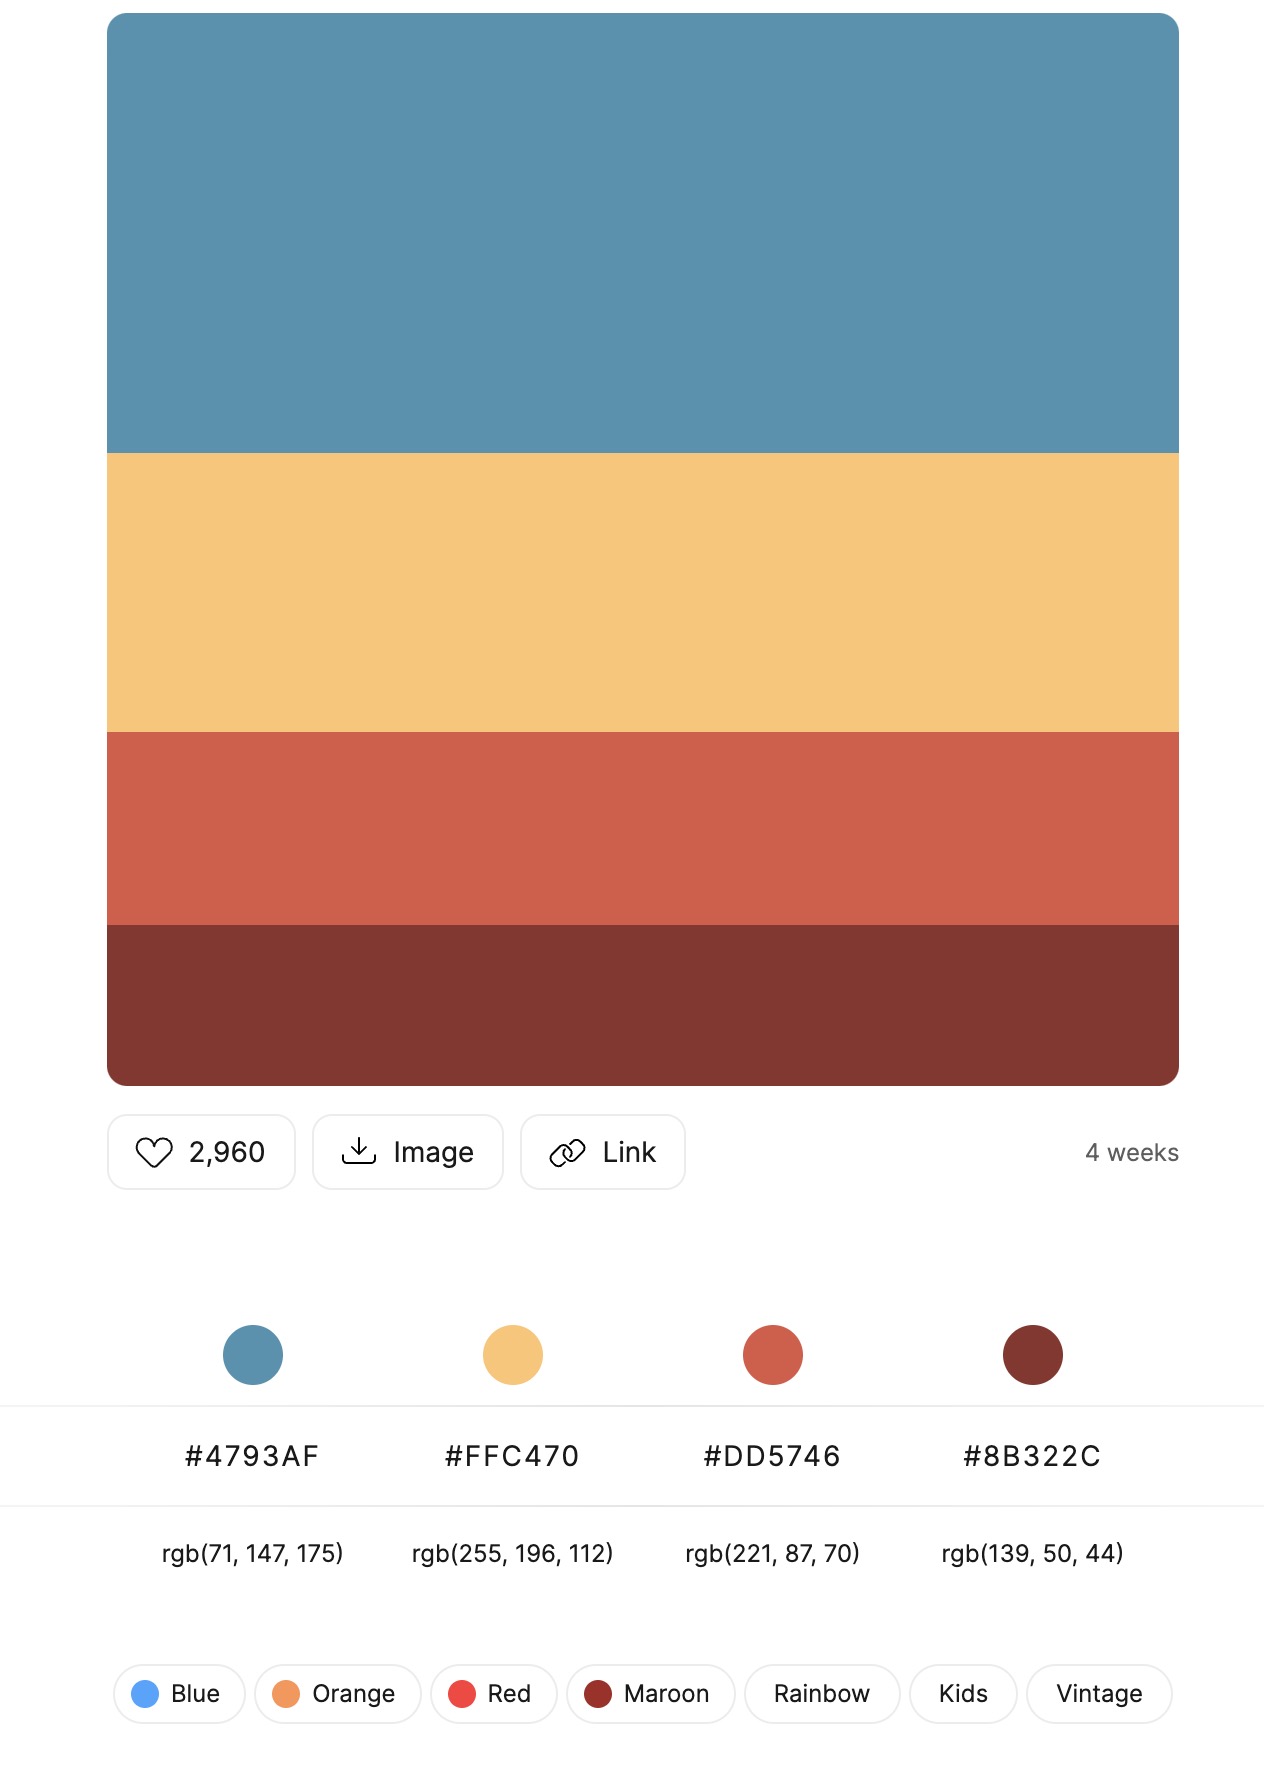 2,960 Image Link 4 weeks
#4793AF #FFC470 #DD5746 #8B322C
rgb(71, 147, 175) rgb(255, 196, 112) rgb(221, 87, 70) rgb(139, 50, 44)
Blue Orange Red Maroon Rainbow Kids Vintage